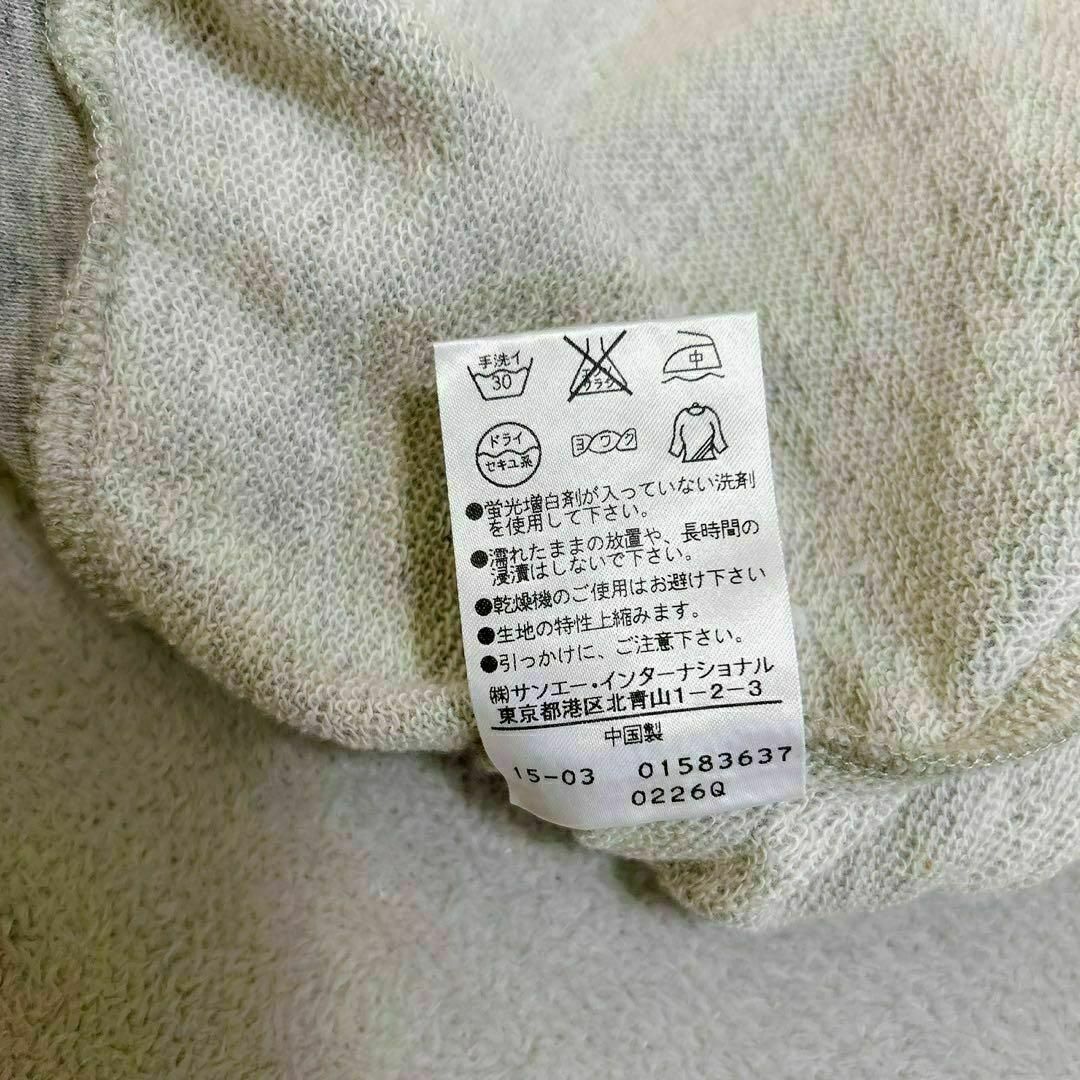 手洗イ
30
エンソ
サラシ
中
ドライ
セキユ系
ヨワク
●蛍光増白剤が入っていない洗剤
を使用して下さい。
●濡れたままの放置や、長時間の
浸漬はしないで下さい。
●乾燥機のご使用はお避け下さい
●生地の特性上縮みます。
●引っかけに、ご注意下さい。
㈱サンエー・インターナショナル
東京都港区北青山1-2-3
中国製
15-03 01583637
0226Q